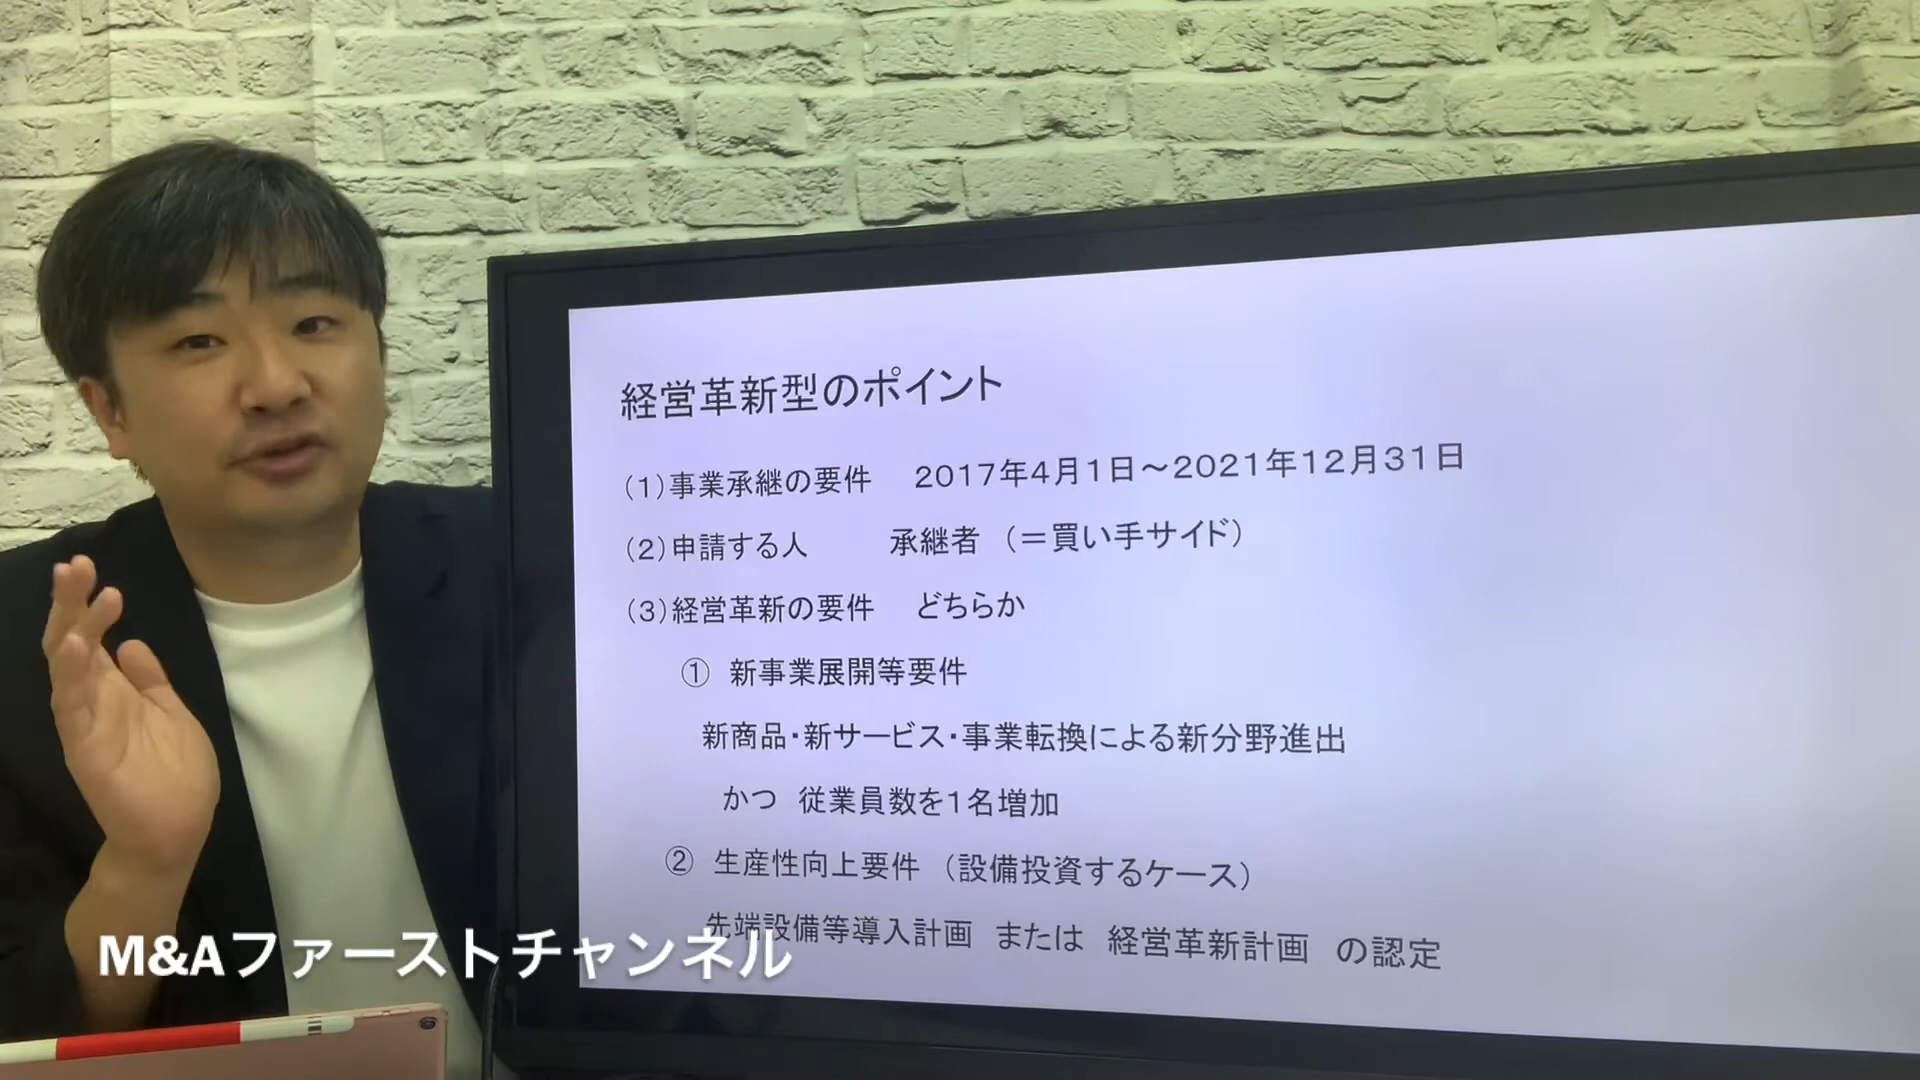 経営革新型のポイント
(1)事業承継の要件 2017年4月1日～2021年12月31日
(2)申請する人 承継者 (＝買い手サイド)
(3)経営革新の要件 どちらか
① 新事業展開等要件
新商品・新サービス・事業転換による新分野進出
かつ 従業員数を1名増加
② 生産性向上要件 (設備投資するケース)
先端設備等導入計画 または 経営革新計画 の認定
M&Aファーストチャンネル